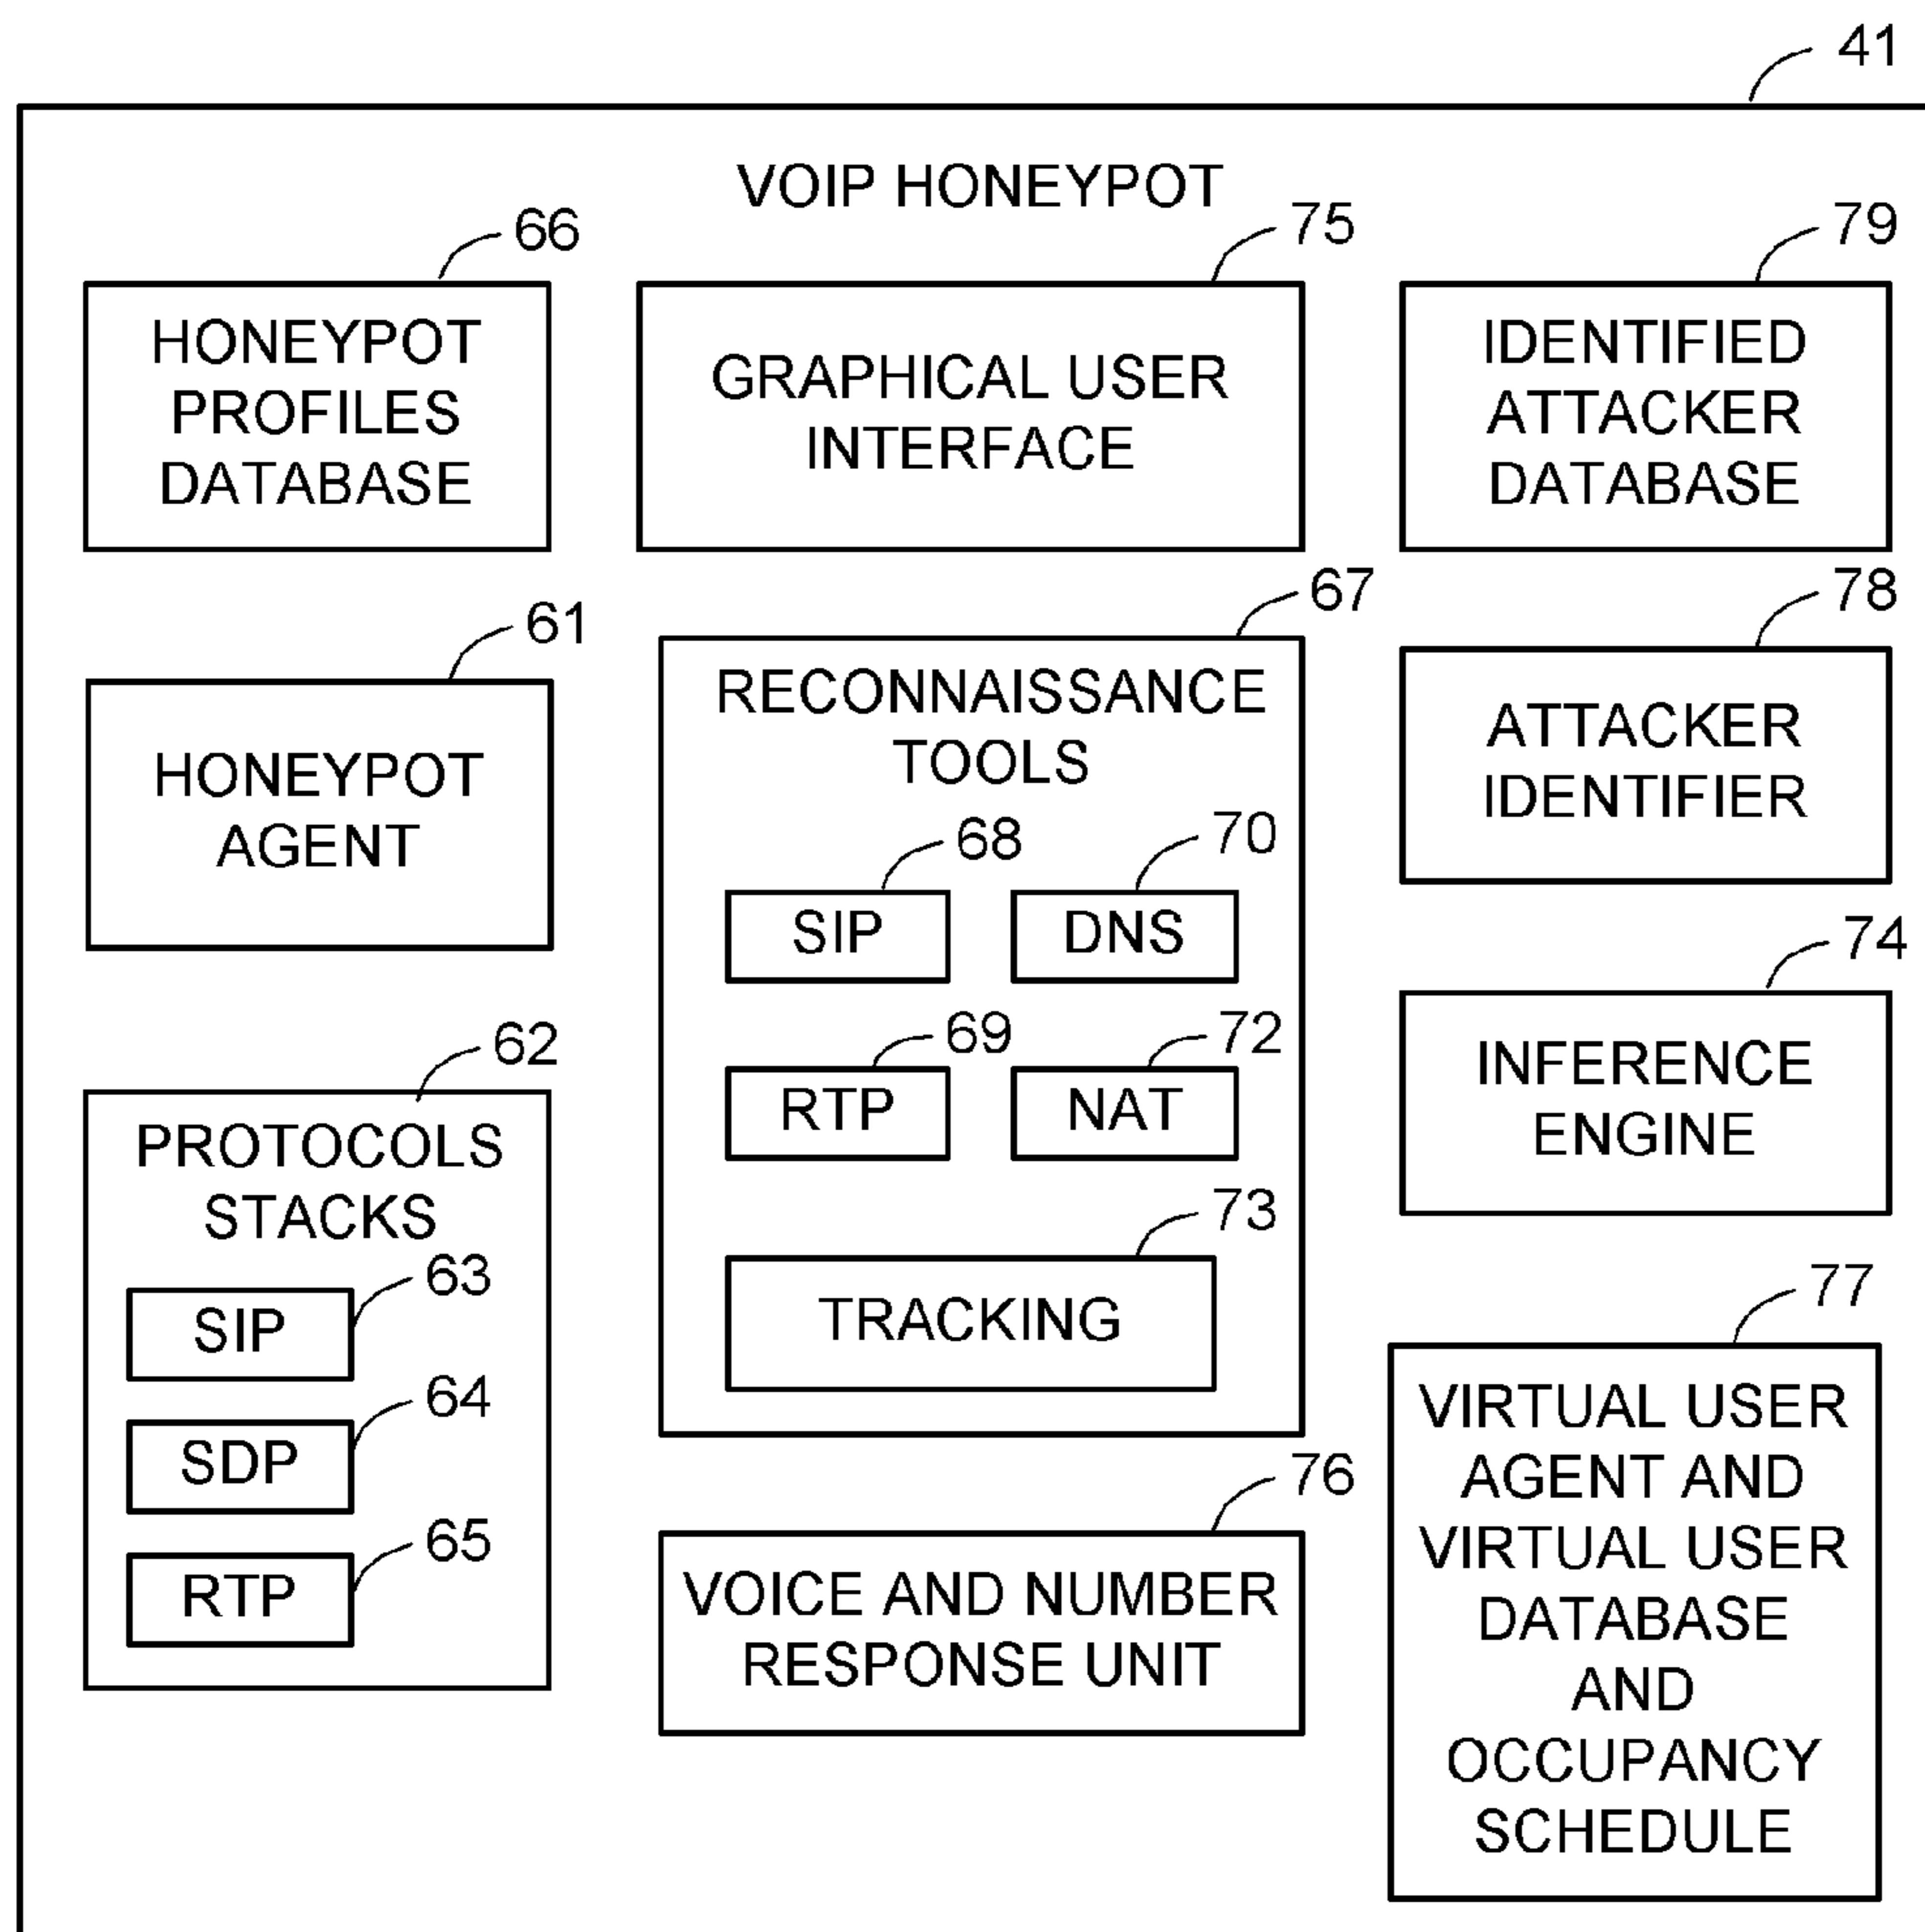 41
VOIP HONEYPOT
66
HONEYPOT
PROFILES
DATABASE
75
GRAPHICAL USER
INTERFACE
79
IDENTIFIED
ATTACKER
DATABASE
61
HONEYPOT
AGENT
67
RECONNAISSANCE
TOOLS
68
SIP
70
DNS
69
RTP
72
NAT
73
TRACKING
78
ATTACKER
IDENTIFIER
74
INFERENCE
ENGINE
62
PROTOCOLS
STACKS
63
SIP
64
SDP
65
RTP
76
VOICE AND NUMBER
RESPONSE UNIT
77
VIRTUAL USER
AGENT AND
VIRTUAL USER
DATABASE
AND
OCCUPANCY
SCHEDULE